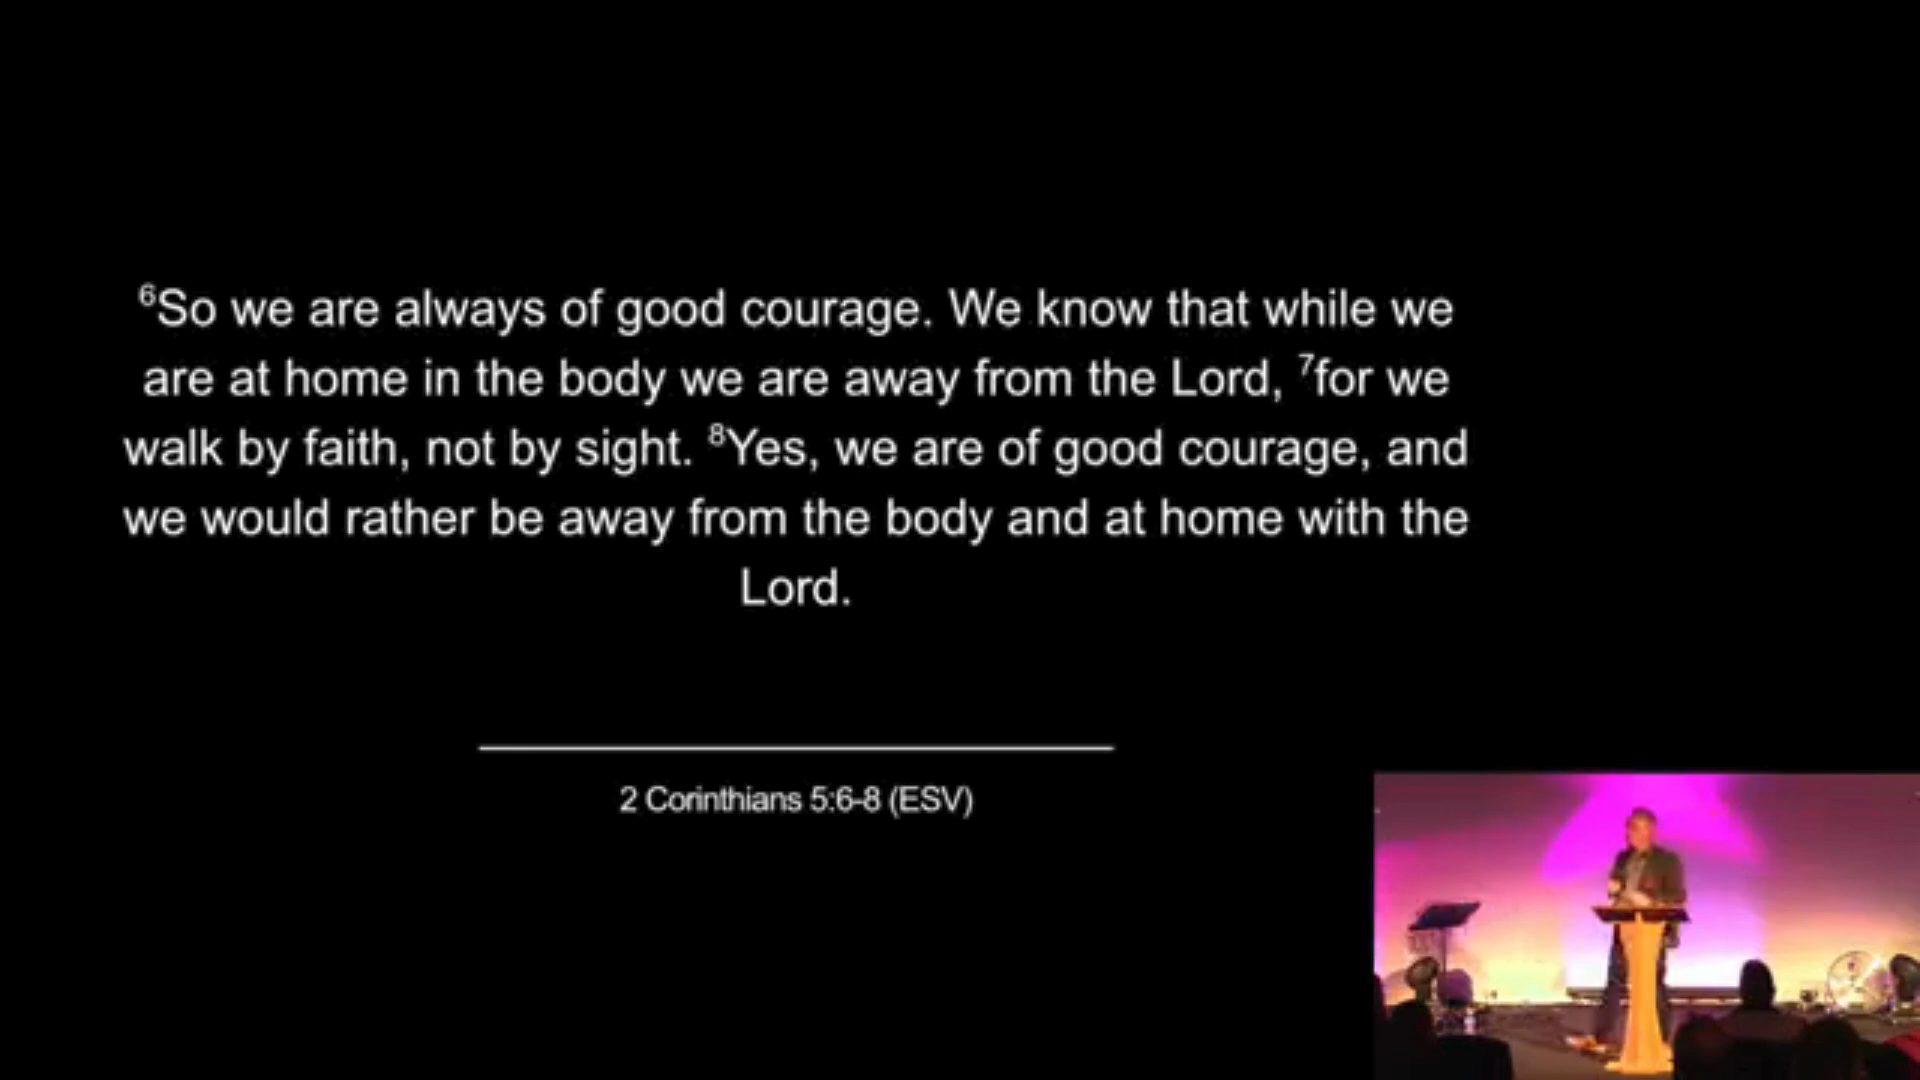 ⁶So we are always of good courage. We know that while we
are at home in the body we are away from the Lord, ⁷for we
walk by faith, not by sight. ⁸Yes, we are of good courage, and
we would rather be away from the body and at home with the
Lord.
2 Corinthians 5:6-8 (ESV)